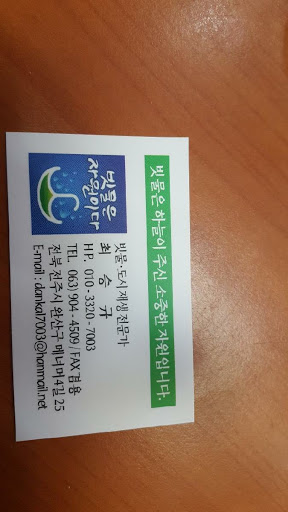 빗물은 하늘이 주신 소중한 자원입니다.
빗물은
자원이다
빗물·도시재생 전문가
최 승 규
HP. 010-3320-7003
TEL. 063) 904-4509 / FAX 겸용
전북 전주시 완산구 메너머 4길 25
E-mail : dankal7003@hanmail.net